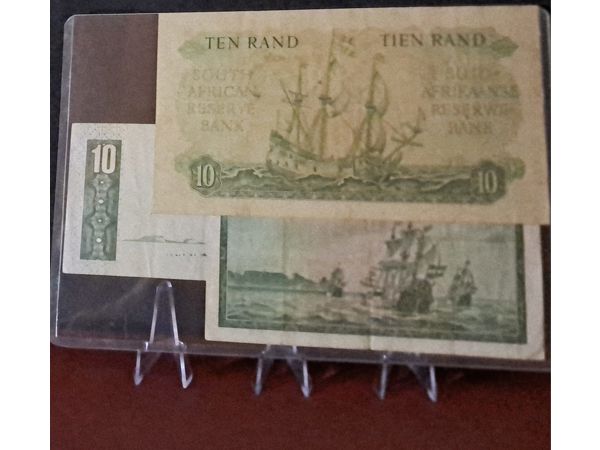 TEN RAND
TIEN RAND
SOUTH
AFRICAN
RESERVE
BANK
SUID-
AFRIKAANSE
RESERWE-
BANK
10
10
10